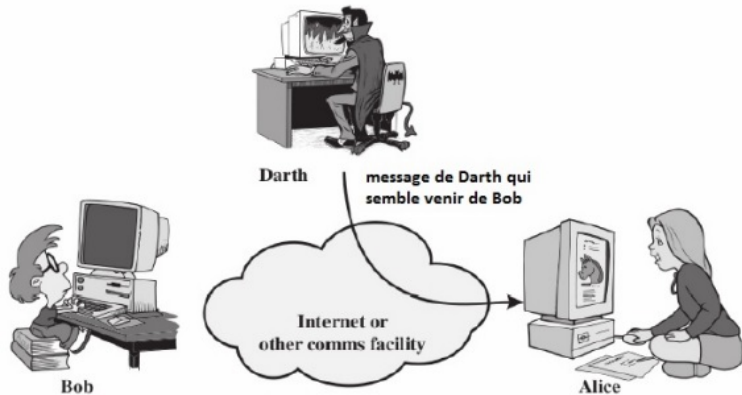 Darth
message de Darth qui
semble venir de Bob
Internet or
other comms facility
Bob
Alice